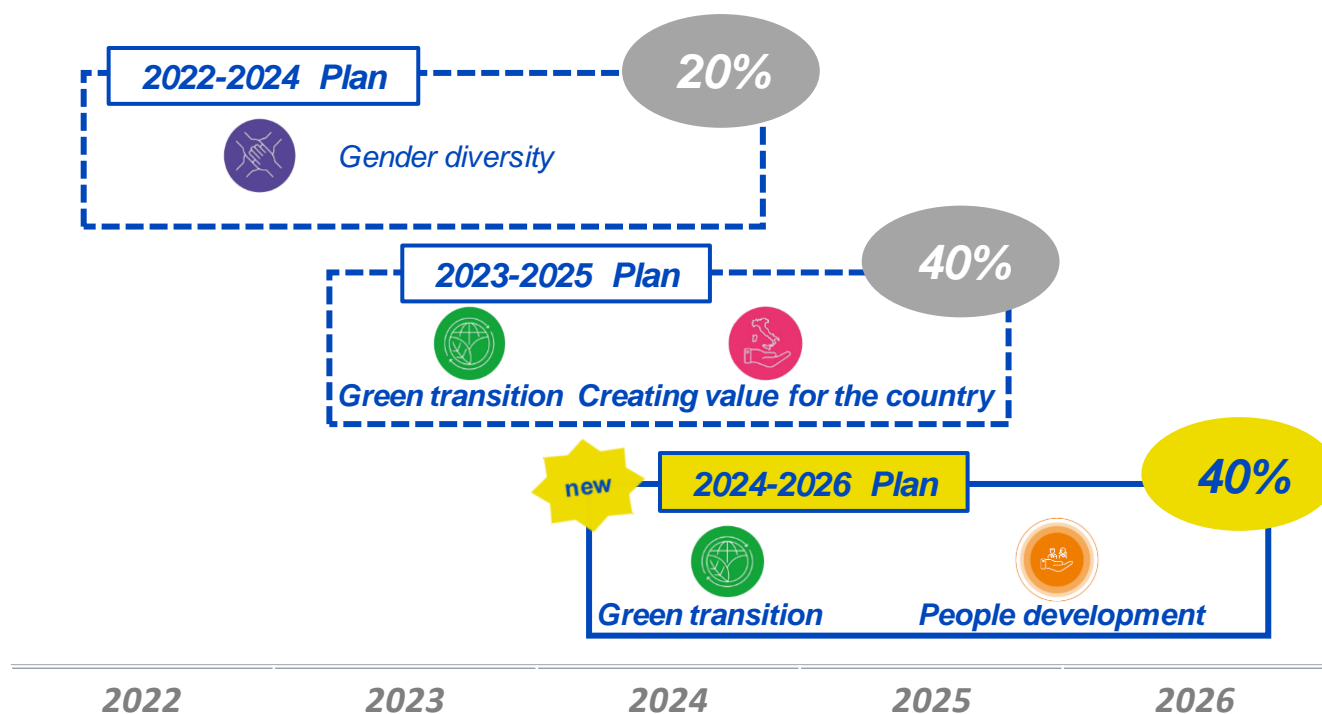 2022-2024 Plan
20%
Gender diversity
2023-2025 Plan
40%
Green transition
Creating value for the country
new
2024-2026 Plan
40%
Green transition
People development
2022
2023
2024
2025
2026